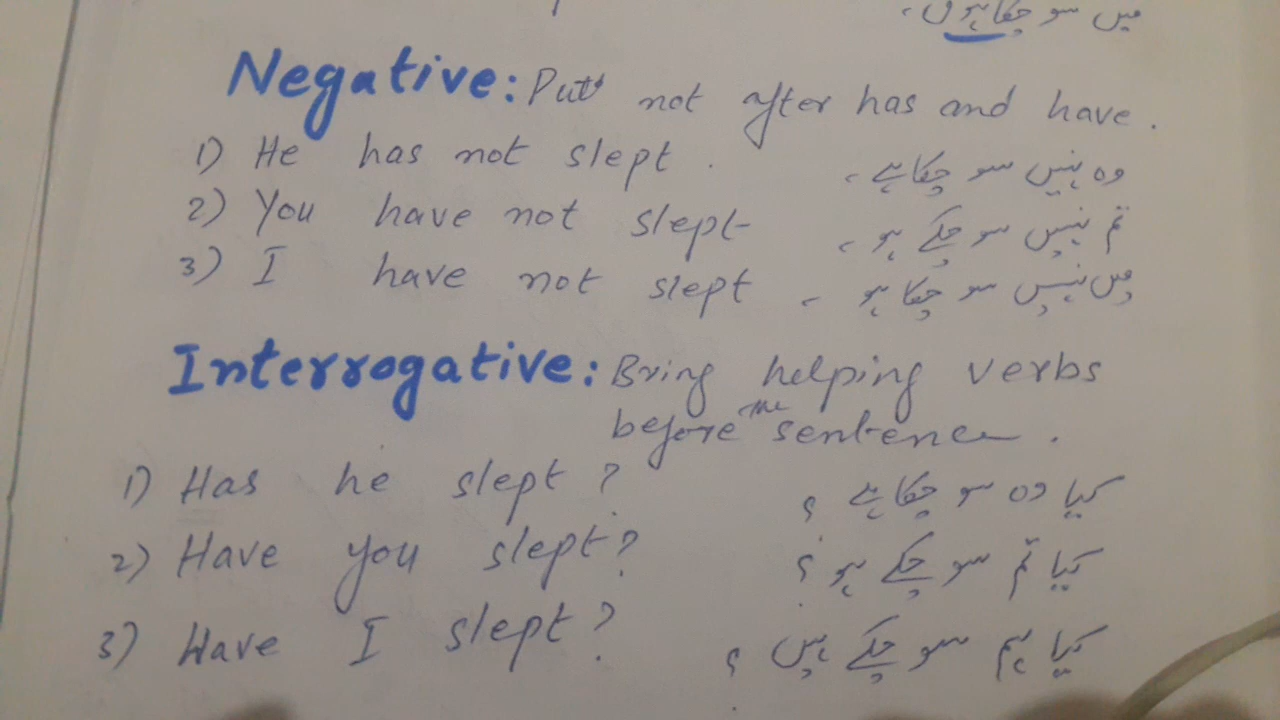 میں سو چکا ہوں ۔
Negative: Put not after has and have.
1) He has not slept. وہ نہیں سو چکا ہے ۔
2) You have not slept تم نہیں سو چکے ہو ۔
3) I have not slept میں نہیں سو چکا ہو ۔
Interrogative: Bring helping verbs
before the sentence.
1) Has he slept? کیا وہ سو چکا ہے ؟
2) Have you slept? کیا تم سو چکے ہو ؟
3) Have I slept? کیا ہم سو چکے ہیں ؟